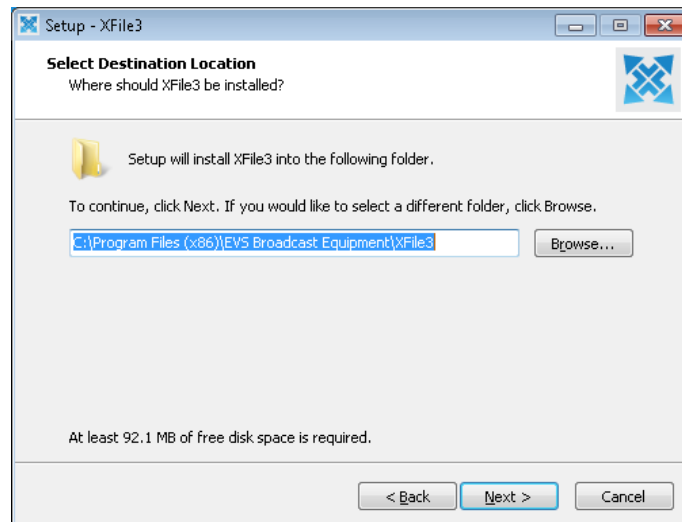 Setup - XFile3
Select Destination Location
Where should XFile3 be installed?
Setup will install XFile3 into the following folder.
To continue, click Next. If you would like to select a different folder, click Browse.
C:\Program Files (x86)\EVS Broadcast Equipment\XFile3
Browse...
At least 92.1 MB of free disk space is required.
< Back
Next >
Cancel